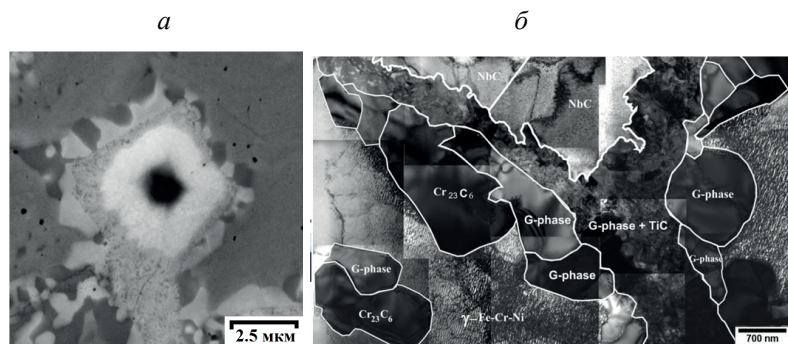 а
б
2.5 мкм
NbC
NbC
Cr23C6
G-phase
G-phase + TiC
G-phase
G-phase
G-phase
G-phase
Cr23C6
γ–Fe-Cr-Ni
700 nm